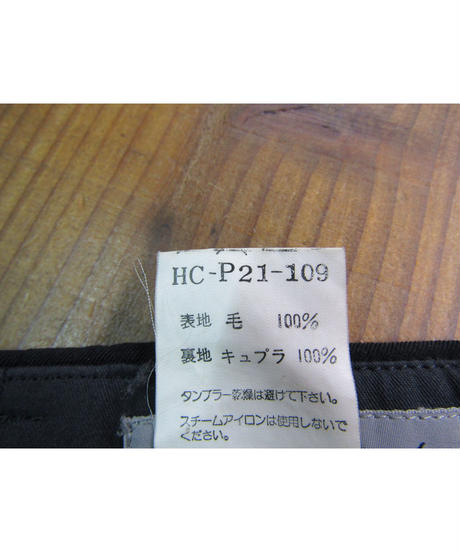 HC-P21-109
表地 毛 100%
裏地 キュプラ 100%
タンブラー乾燥は避けて下さい。
スチームアイロンは使用しないで
ください。